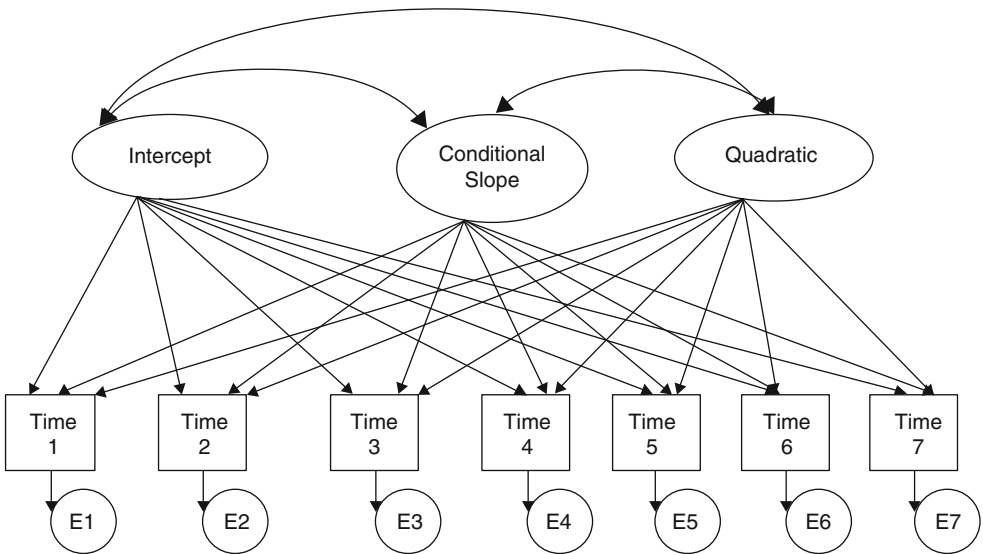 Intercept
Conditional
Slope
Quadratic
Time
1
Time
2
Time
3
Time
4
Time
5
Time
6
Time
7
E1
E2
E3
E4
E5
E6
E7